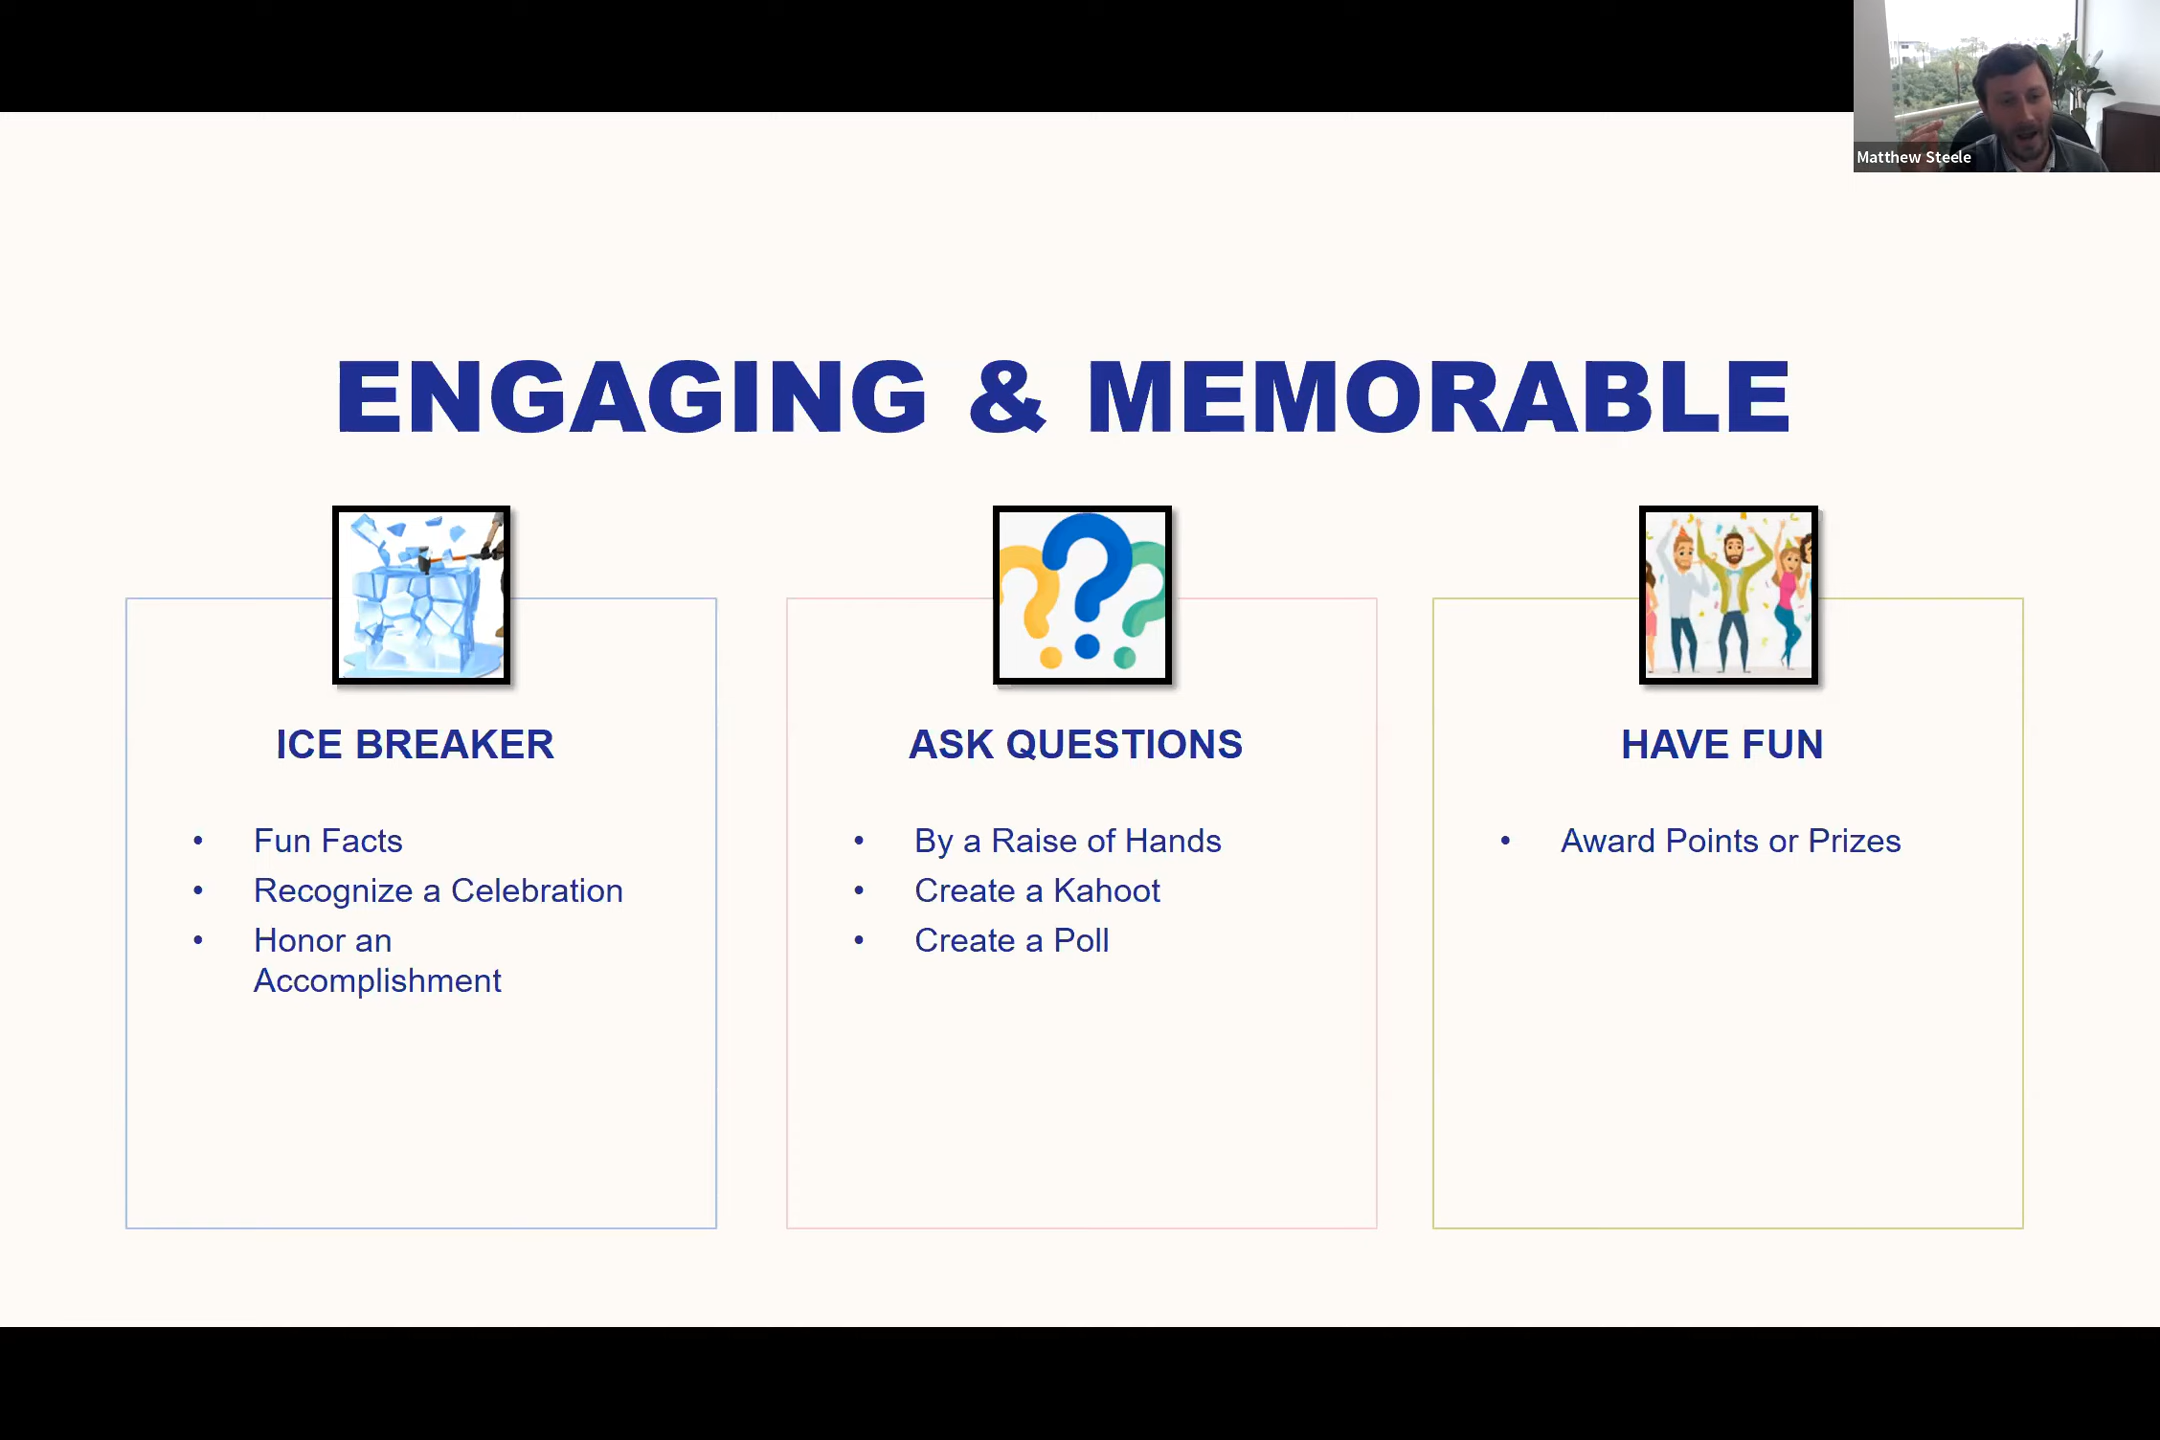 Matthew Steele
ENGAGING & MEMORABLE
ICE BREAKER
• Fun Facts
• Recognize a Celebration
• Honor an
Accomplishment
ASK QUESTIONS
• By a Raise of Hands
• Create a Kahoot
• Create a Poll
HAVE FUN
• Award Points or Prizes